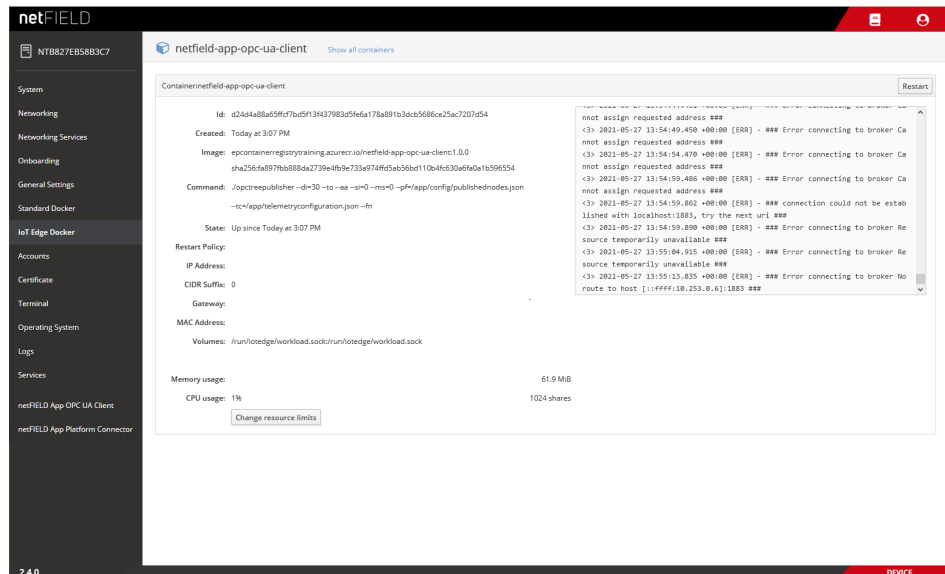 netFIELD
NTB827EB58B3C7
netfield-app-opc-ua-client
Show all containers
System
Networking
Networking Services
Onboarding
General Settings
Standard Docker
IoT Edge Docker
Accounts
Certificate
Terminal
Operating System
Logs
Services
netFIELD App OPC UA Client
netFIELD App Platform Connector
2.4.0
Container:netfield-app-opc-ua-client
Restart
Id: d24d4a88a65ffcf7bd5f13f437983d5fe6a178a891b3dcb5686ce25ac7207d54
Created: Today at 3:07 PM
Image: epcontainerregistrytraining.azurecr.io/netfield-app-opc-ua-client:1.0.0
sha256:fa897fbb888da2739e4fb9e733a974ffd5ab56bd110b4fc630a6fa0a1b596554
Command: ./opctreepublisher --di=30 --to --aa --si=0 --ms=0 --pf=/app/config/publishednodes.json
--tc=/app/telemetryconfiguration.json --fn
State: Up since Today at 3:07 PM
Restart Policy:
IP Address:
CIDR Suffix: 0
Gateway:
MAC Address:
Volumes: /run/iotedge/workload.sock:/run/iotedge/workload.sock
Memory usage: 61.9 MiB
CPU usage: 1% 1024 shares
Change resource limits
nnot assign requested address ###
<3> 2021-05-27 13:54:49.450 +00:00 [ERR] - ### Error connecting to broker Ca
nnot assign requested address ###
<3> 2021-05-27 13:54:54.470 +00:00 [ERR] - ### Error connecting to broker Ca
nnot assign requested address ###
<3> 2021-05-27 13:54:59.486 +00:00 [ERR] - ### Error connecting to broker Ca
nnot assign requested address ###
<3> 2021-05-27 13:54:59.862 +00:00 [ERR] - ### connection could not be estab
lished with localhost:1883, try the next uri ###
<3> 2021-05-27 13:54:59.890 +00:00 [ERR] - ### Error connecting to broker Re
source temporarily unavailable ###
<3> 2021-05-27 13:55:04.915 +00:00 [ERR] - ### Error connecting to broker Re
source temporarily unavailable ###
<3> 2021-05-27 13:55:13.835 +00:00 [ERR] - ### Error connecting to broker No
route to host [::ffff:10.253.0.6]:1883 ###
DEVICE